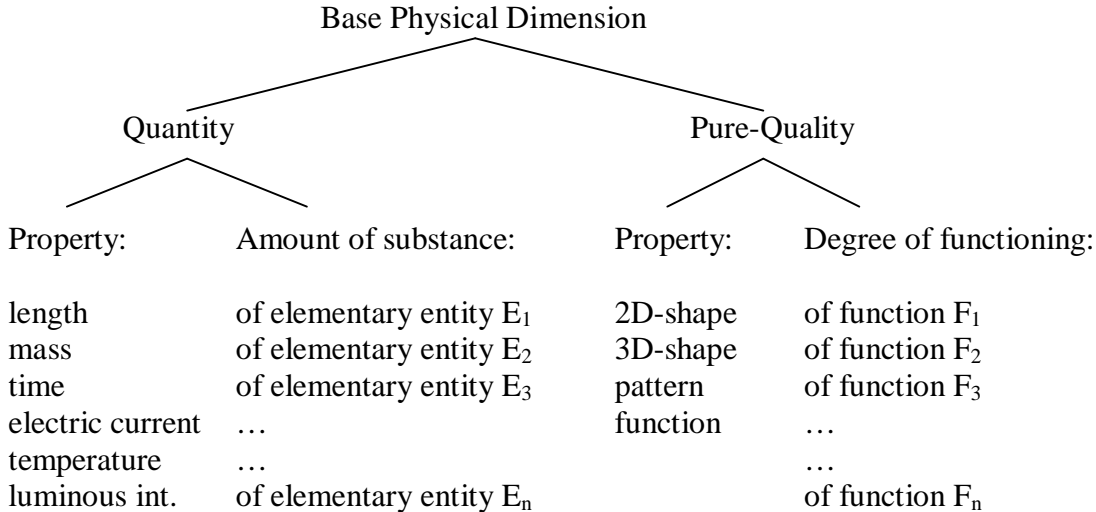 Base Physical Dimension
Quantity Pure-Quality
Property: Amount of substance: Property: Degree of functioning:
length of elementary entity E₁ 2D-shape of function F₁
mass of elementary entity E₂ 3D-shape of function F₂
time of elementary entity E₃ pattern of function F₃
electric current … function …
temperature … …
luminous int. of elementary entity Eₙ of function Fₙ